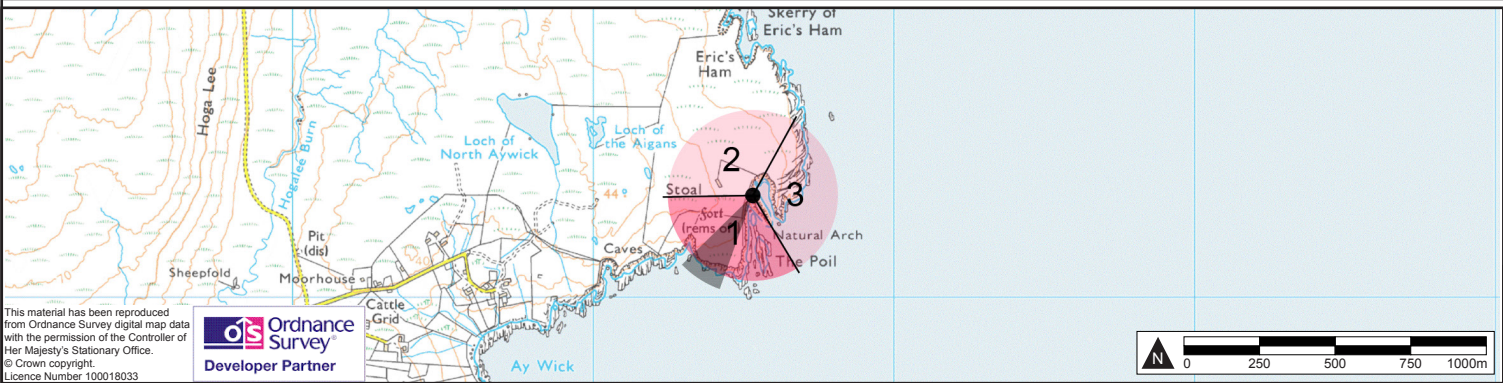 Skerry of
Eric's Ham
Eric's
Ham
Hoga Lee
Hogalee Burn
Loch of
North Aywick
Loch of
the Aigans
2
44
Stoal
3
fort
(rems of)
1
Natural Arch
The Poil
Pit
(dis)
Caves
Sheepfold
Moorhouse
70
Cattle
Grid
Ay Wick
This material has been reproduced
from Ordnance Survey digital map data
with the permission of the Controller of
Her Majesty's Stationary Office.
© Crown copyright.
Licence Number 100018033
OS Ordnance
Survey®
Developer Partner
N
0 250 500 750 1000m